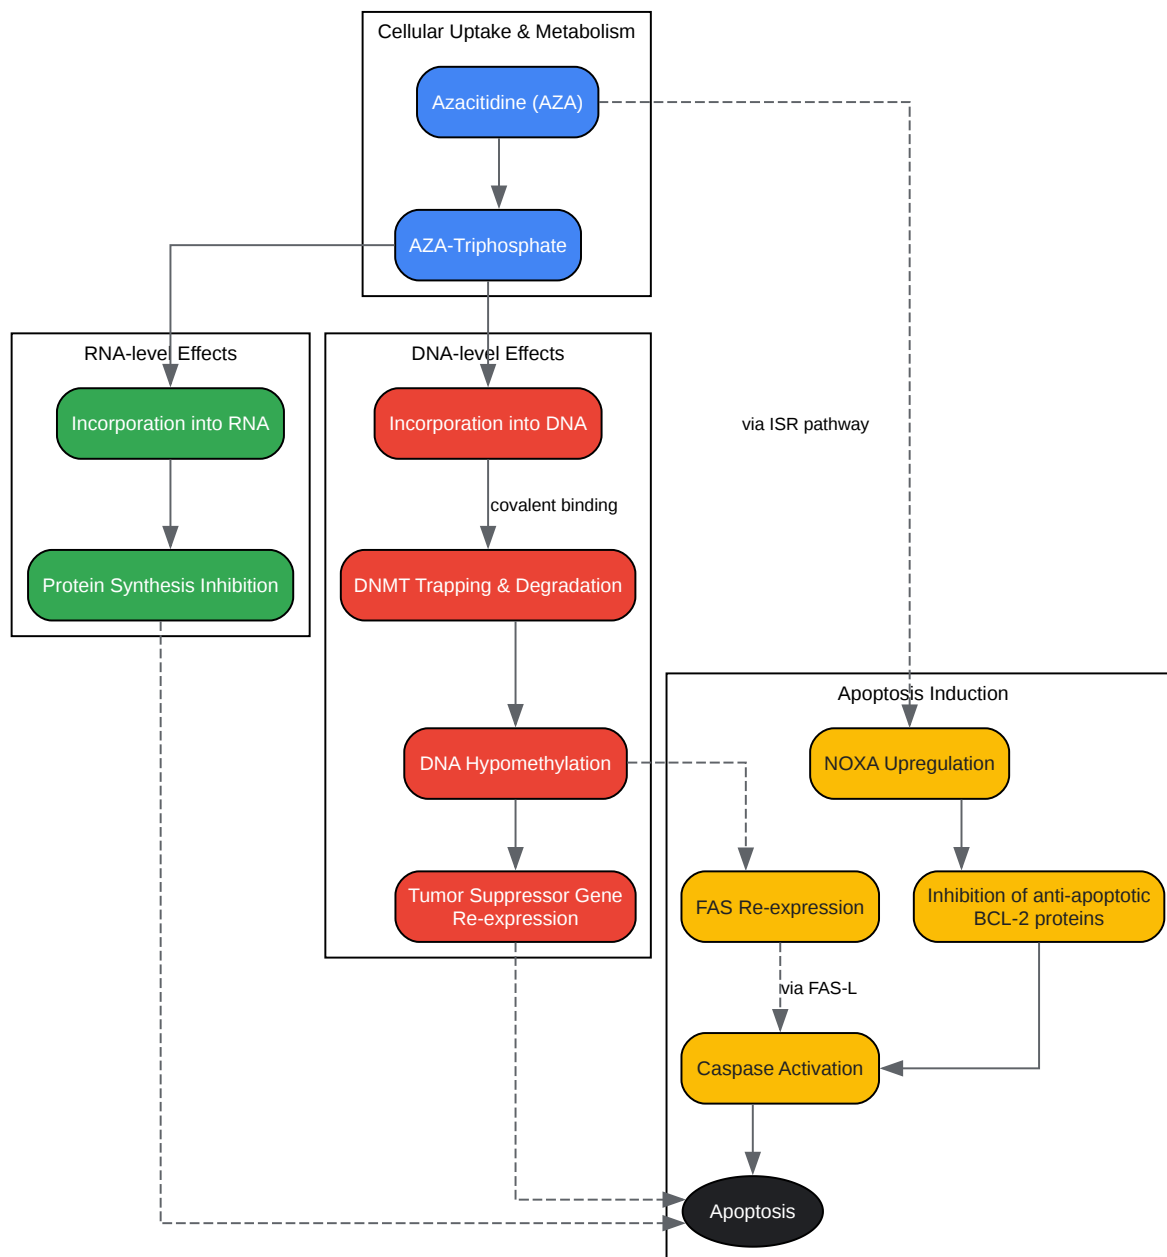 Cellular Uptake & Metabolism
Azacitidine (AZA)
AZA-Triphosphate
RNA-level Effects
DNA-level Effects
Incorporation into RNA
Incorporation into DNA
via ISR pathway
covalent binding
Protein Synthesis Inhibition
DNMT Trapping & Degradation
Apoptosis Induction
DNA Hypomethylation
NOXA Upregulation
Tumor Suppressor Gene
Re-expression
FAS Re-expression
Inhibition of anti-apoptotic
BCL-2 proteins
via FAS-L
Caspase Activation
Apoptosis